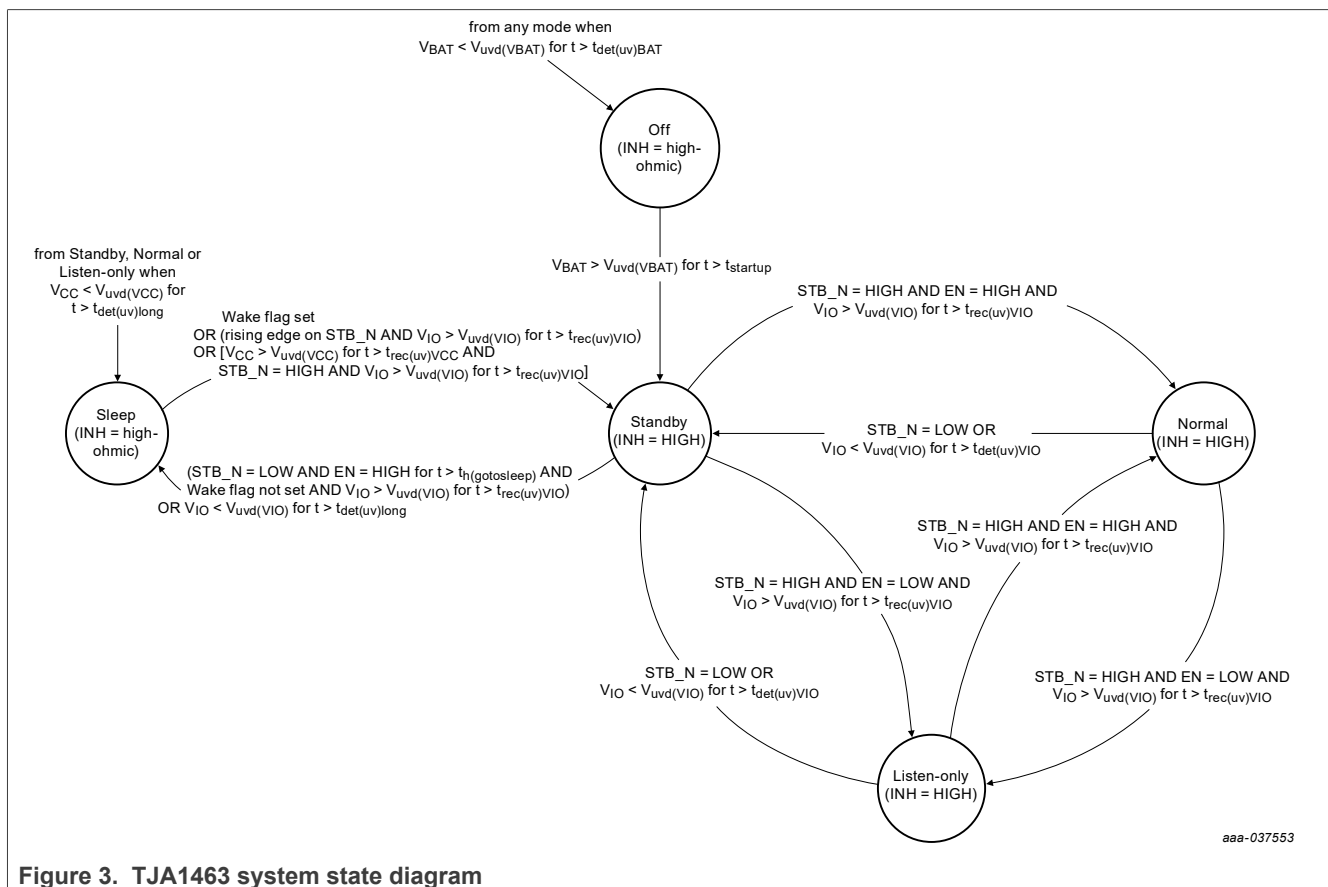 from any mode when
VBAT < Vuvd(VBAT) for t > tdet(uv)BAT
Off
(INH = high-
ohmic)
VBAT > Vuvd(VBAT) for t > tstartup
from Standby, Normal or
Listen-only when
VCC < Vuvd(VCC) for
t > tdet(uv)long
Wake flag set
OR (rising edge on STB_N AND VIO > Vuvd(VIO) for t > trec(uv)VIO)
OR [VCC > Vuvd(VCC) for t > trec(uv)VCC AND
STB_N = HIGH AND VIO > Vuvd(VIO) for t > trec(uv)VIO]
STB_N = HIGH AND EN = HIGH AND
VIO > Vuvd(VIO) for t > trec(uv)VIO
Sleep
(INH = high-
ohmic)
Standby
(INH = HIGH)
STB_N = LOW OR
VIO < Vuvd(VIO) for t > tdet(uv)VIO
Normal
(INH = HIGH)
(STB_N = LOW AND EN = HIGH for t > th(gotosleep) AND
Wake flag not set AND VIO > Vuvd(VIO) for t > trec(uv)VIO)
OR VIO < Vuvd(VIO) for t > tdet(uv)long
STB_N = HIGH AND EN = HIGH AND
VIO > Vuvd(VIO) for t > trec(uv)VIO
STB_N = HIGH AND EN = LOW AND
VIO > Vuvd(VIO) for t > trec(uv)VIO
STB_N = LOW OR
VIO < Vuvd(VIO) for t > tdet(uv)VIO
STB_N = HIGH AND EN = LOW AND
VIO > Vuvd(VIO) for t > trec(uv)VIO
Listen-only
(INH = HIGH)
aaa-037553
Figure 3. TJA1463 system state diagram